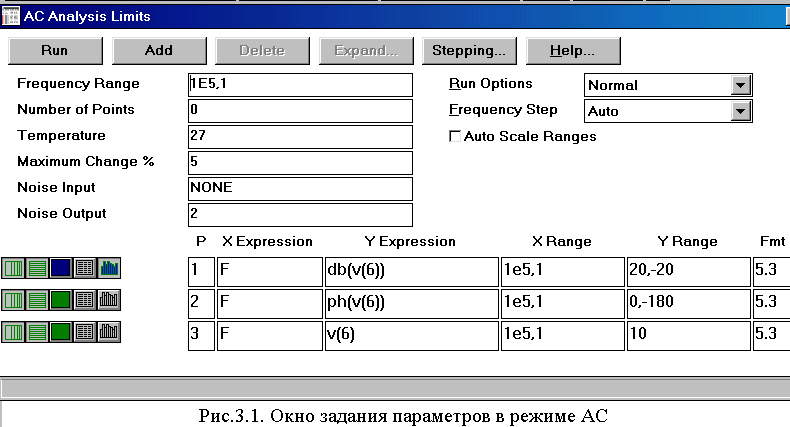 AC Analysis Limits
Run Add Delete Expand... Stepping... Help...
Frequency Range 1E5,1 Run Options Normal
Number of Points 0 Frequency Step Auto
Temperature 27 Auto Scale Ranges
Maximum Change % 5
Noise Input NONE
Noise Output 2
P X Expression Y Expression X Range Y Range Fmt
1 F db(v(6)) 1e5,1 20,-20 5.3
2 F ph(v(6)) 1e5,1 0,-180 5.3
3 F v(6) 1e5,1 10 5.3
Рис.3.1. Окно задания параметров в режиме АС